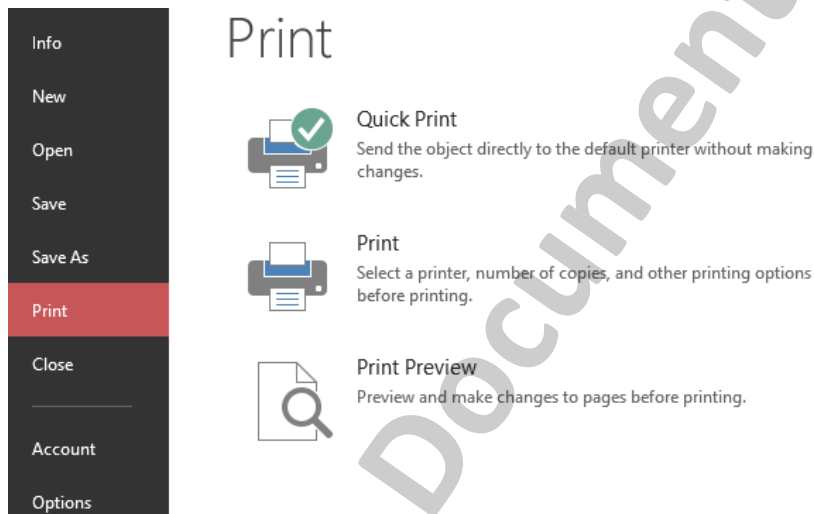 Info
New
Open
Save
Save As
Print
Close
Account
Options
Print
Quick Print
Send the object directly to the default printer without making
changes.
Print
Select a printer, number of copies, and other printing options
before printing.
Print Preview
Preview and make changes to pages before printing.
Document